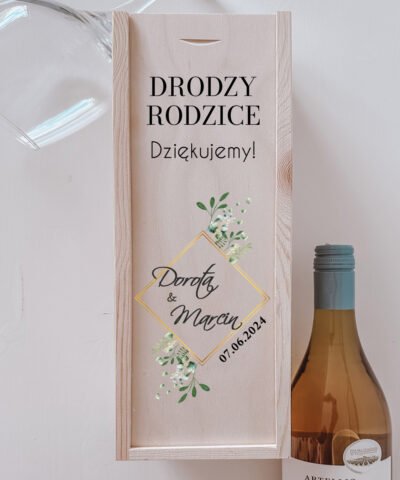 DRODZY
RODZICE
Dziękujemy!
Dorota
&
Marcin
07.06.2024